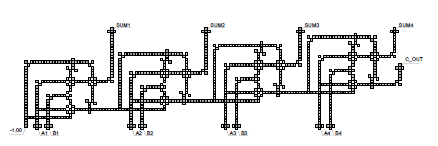 SUM1 SUM2 SUM3 SUM4
C_OUT
-1.00 A1 B1 A2 B2 A3 B3 A4 B4